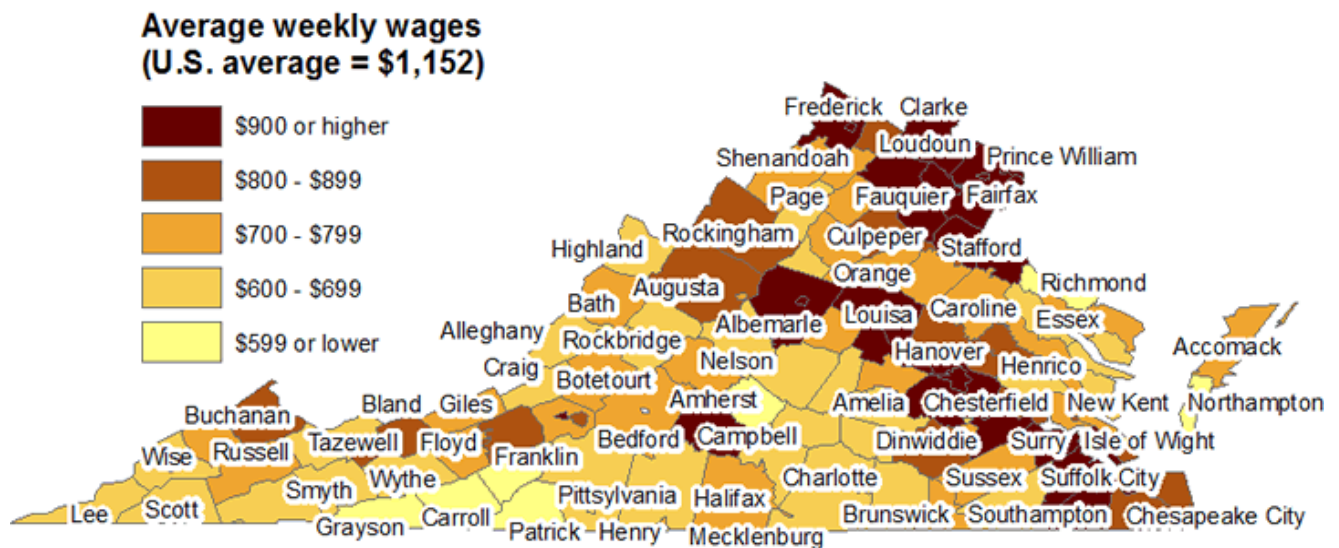 Average weekly wages
(U.S. average = $1,152)
$900 or higher
$800 - $899
$700 - $799
$600 - $699
$599 or lower
Frederick
Clarke
Loudoun
Shenandoah
Prince William
Page
Fauquier
Fairfax
Rockingham
Culpeper
Stafford
Highland
Orange
Richmond
Augusta
Bath
Albemarle
Louisa
Caroline
Essex
Alleghany
Rockbridge
Accomack
Nelson
Hanover
Craig
Henrico
Botetourt
Bland
Giles
Amherst
Amelia
Chesterfield
New Kent
Northampton
Buchanan
Tazewell
Floyd
Bedford
Campbell
Dinwiddie
Surry
Isle of Wight
Wise
Russell
Franklin
Wythe
Charlotte
Sussex
Suffolk City
Smyth
Pittsylvania
Halifax
Lee
Scott
Grayson
Carroll
Patrick
Henry
Mecklenburg
Brunswick
Southampton
Chesapeake City